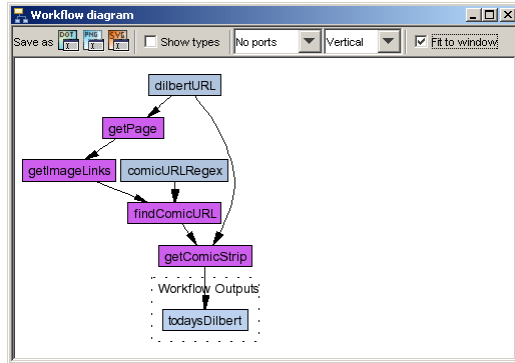 Workflow diagram
Save as DOT PNG SVG Show types No ports Vertical Fit to window
dilbertURL
getPage
getImageLinks comicURLRegex
findComicURL
getComicStrip
Workflow Outputs
todaysDilbert